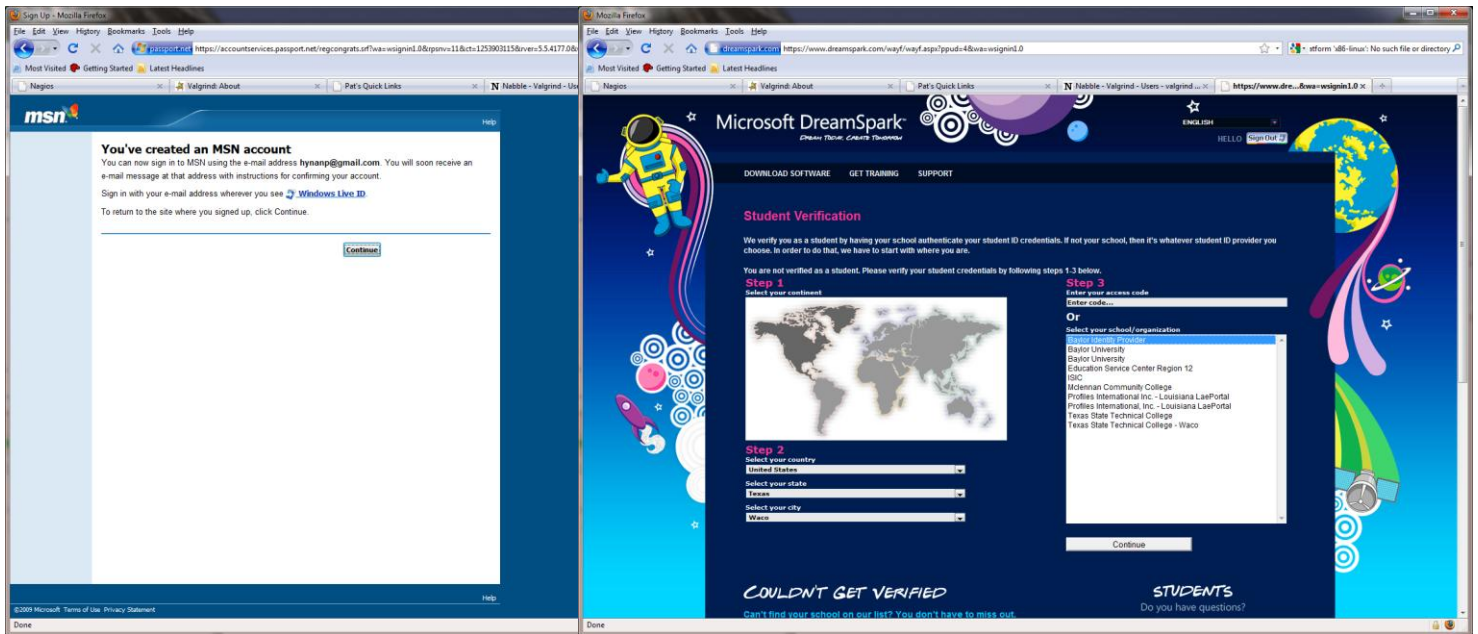 Sign Up - Mozilla Firefox
File Edit View History Bookmarks Tools Help
passport.net https://accountservices.passport.net/regcongrats.srf?wa=wsignin1.0&rpsnv=11&ct=1253903115&rver=5.5.4177.0&
Most Visited Getting Started Latest Headlines
Nagios Valgrind: About Pat's Quick Links Nabble - Valgrind - Use
msn
Help
You've created an MSN account
You can now sign in to MSN using the e-mail address hynanp@gmail.com. You will soon receive an
e-mail message at that address with instructions for confirming your account.
Sign in with your e-mail address wherever you see Windows Live ID.
To return to the site where you signed up, click Continue.
Continue
Help
©2009 Microsoft Terms of Use Privacy Statement
Done
Mozilla Firefox
File Edit View History Bookmarks Tools Help
dreamspark.com https://www.dreamspark.com/wayf/wayf.aspx?ppud=4&wa=wsignin1.0
stform 'x86-linux': No such file or directory
Most Visited Getting Started Latest Headlines
Nagios Valgrind: About Pat's Quick Links Nabble - Valgrind - Users - valgrind ... https://www.dre...&wa=wsignin1.0
Microsoft DreamSpark
Dream Today, Create Tomorrow
ENGLISH
HELLO Sign Out
DOWNLOAD SOFTWARE GET TRAINING SUPPORT
Student Verification
We verify you as a student by having your school authenticate your student ID credentials. If not your school, then it's whatever student ID provider you
choose. In order to do that, we have to start with where you are.
You are not verified as a student. Please verify your student credentials by following steps 1-3 below.
Step 1
Select your continent
Step 2
Select your country
United States
Select your state
Texas
Select your city
Waco
Step 3
Enter your access code
Enter code...
Or
Select your school/organization
Baylor Identity Provider
Baylor University
Baylor University
Education Service Center Region 12
ISIC
Mclennan Community College
Profiles International Inc. - Louisiana LaePortal
Profiles International, Inc. - Louisiana LaePortal
Texas State Technical College
Texas State Technical College - Waco
Continue
COULDN'T GET VERIFIED
Can't find your school on our list? You don't have to miss out.
STUDENTS
Do you have questions?
Done